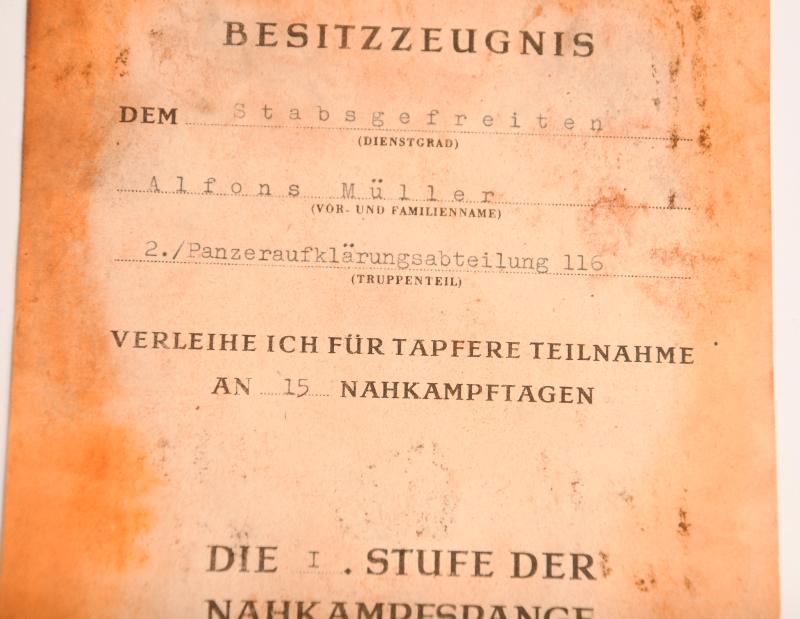 BESITZZEUGNIS
DEM Stabsgefreiten
(DIENSTGRAD)
Alfons Müller
(VOR- UND FAMILIENNAME)
2./Panzeraufklärungsabteilung 116
(TRUPPENTEIL)
VERLEIHE ICH FÜR TAPFERE TEILNAHME
AN 15 NAHKAMPFTAGEN
DIE I. STUFE DER
NAHKAMPFSPANGE